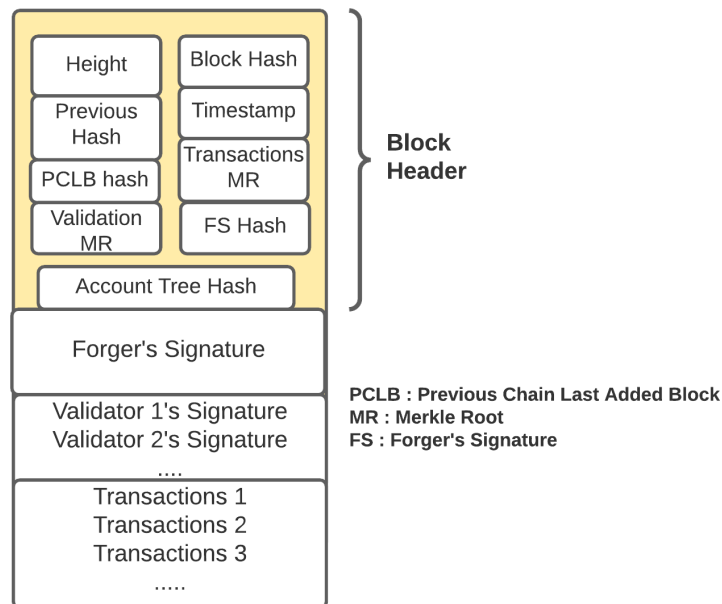 Height
Block Hash
Previous
Hash
Timestamp
PCLB hash
Transactions
MR
Validation
MR
FS Hash
Account Tree Hash
Block
Header
Forger's Signature
Validator 1's Signature
Validator 2's Signature
....
Transactions 1
Transactions 2
Transactions 3
.....
PCLB : Previous Chain Last Added Block
MR : Merkle Root
FS : Forger's Signature